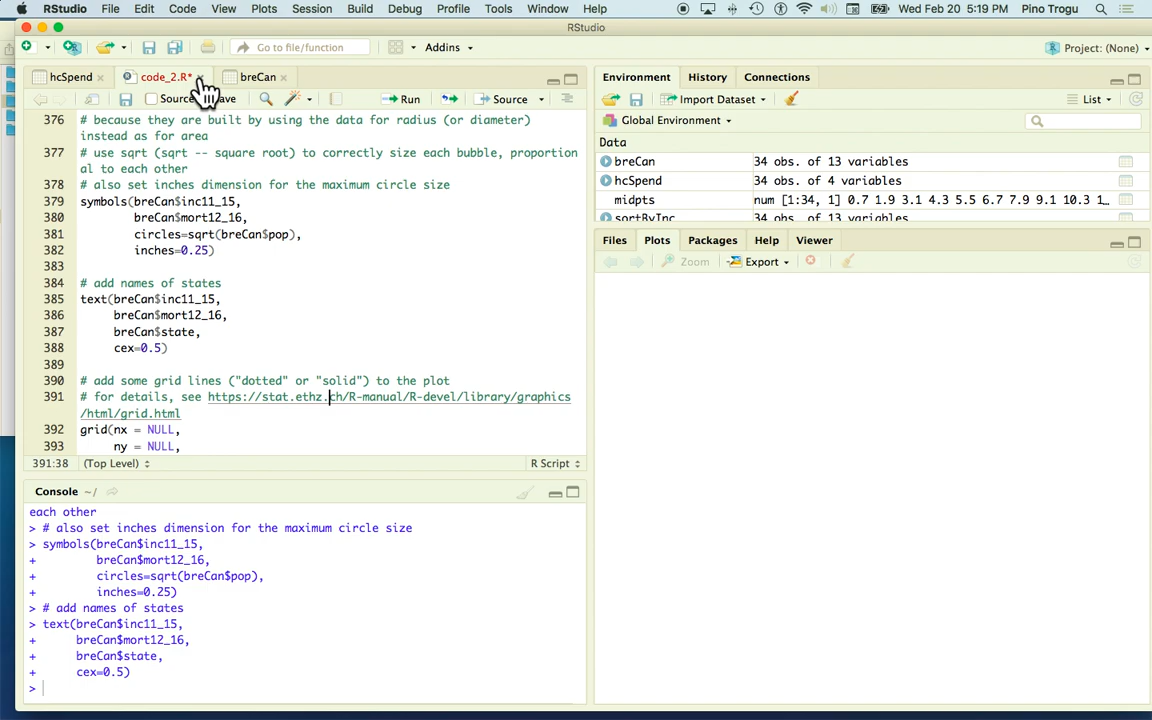 RStudio File Edit Code View Plots Session Build Debug Profile Tools Window Help Wed Feb 20 5:19 PM Pino Trogu
RStudio
Go to file/function Addins Project: (None)
hcSpend code_2.R* breCan
Source Run Source
376 # because they are built by using the data for radius (or diameter)
instead as for area
377 # use sqrt (sqrt -- square root) to correctly size each bubble, proportion
al to each other
378 # also set inches dimension for the maximum circle size
379 symbols(breCan$inc11_15,
380 breCan$mort12_16,
381 circles=sqrt(breCan$pop),
382 inches=0.25)
383
384 # add names of states
385 text(breCan$inc11_15,
386 breCan$mort12_16,
387 breCan$state,
388 cex=0.5)
389
390 # add some grid lines ("dotted" or "solid") to the plot
391 # for details, see https://stat.ethz.ch/R-manual/R-devel/library/graphics
/html/grid.html
392 grid(nx = NULL,
393 ny = NULL,
391:38 (Top Level) R Script
Console ~/
each other
> # also set inches dimension for the maximum circle size
> symbols(breCan$inc11_15,
+ breCan$mort12_16,
+ circles=sqrt(breCan$pop),
+ inches=0.25)
> # add names of states
> text(breCan$inc11_15,
+ breCan$mort12_16,
+ breCan$state,
+ cex=0.5)
>
Environment History Connections
Import Dataset List
Global Environment
Data
breCan 34 obs. of 13 variables
hcSpend 34 obs. of 4 variables
midpts num [1:34, 1] 0.7 1.9 3.1 4.3 5.5 6.7 7.9 9.1 10.3 1…
sortByInc 34 obs. of 13 variables
Files Plots Packages Help Viewer
Zoom Export